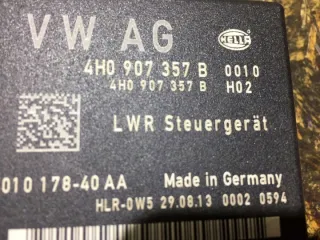 VW AG
HELLA
4H0 907 357 B 0010
4H0 907 357 B H02
LWR Steuergerät
010 178-40 AA Made in Germany
HLR-0W5 29.08.13 0002 0594